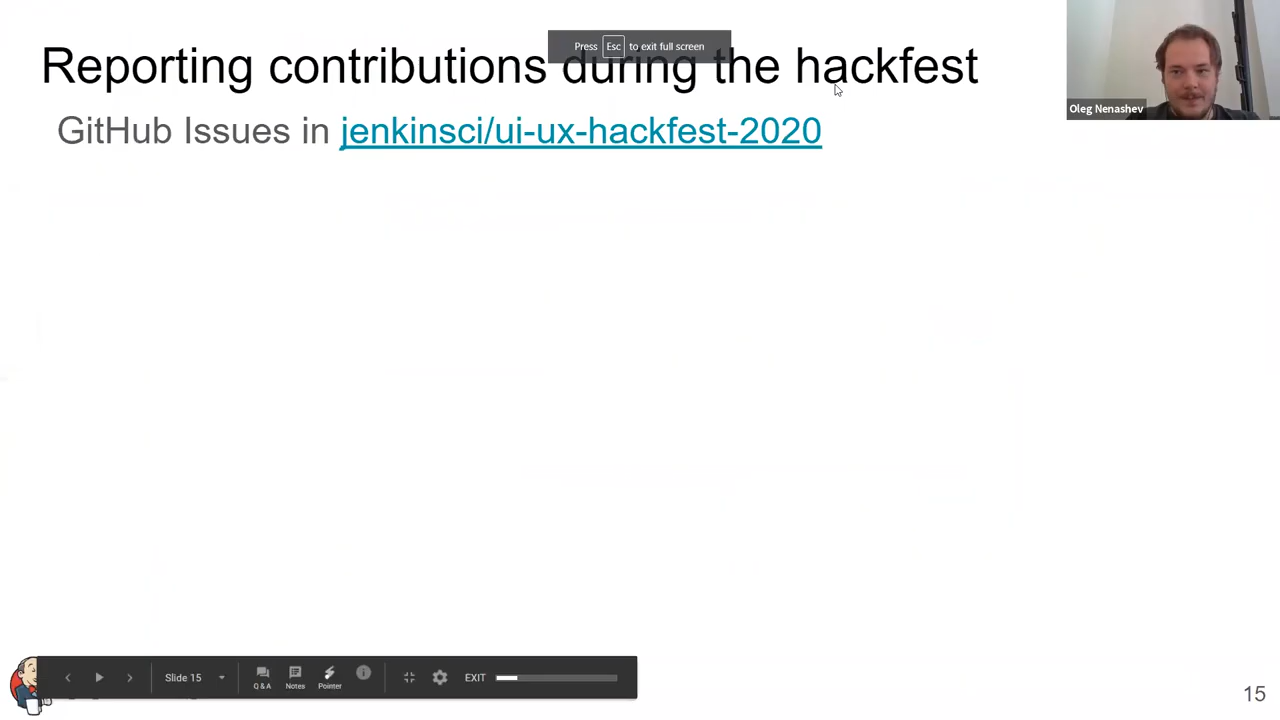 Press Esc to exit full screen
Reporting contributions during the hackfest
Oleg Nenashev
GitHub Issues in jenkinsci/ui-ux-hackfest-2020
Slide 15
Q & A
Notes
Pointer
EXIT
15